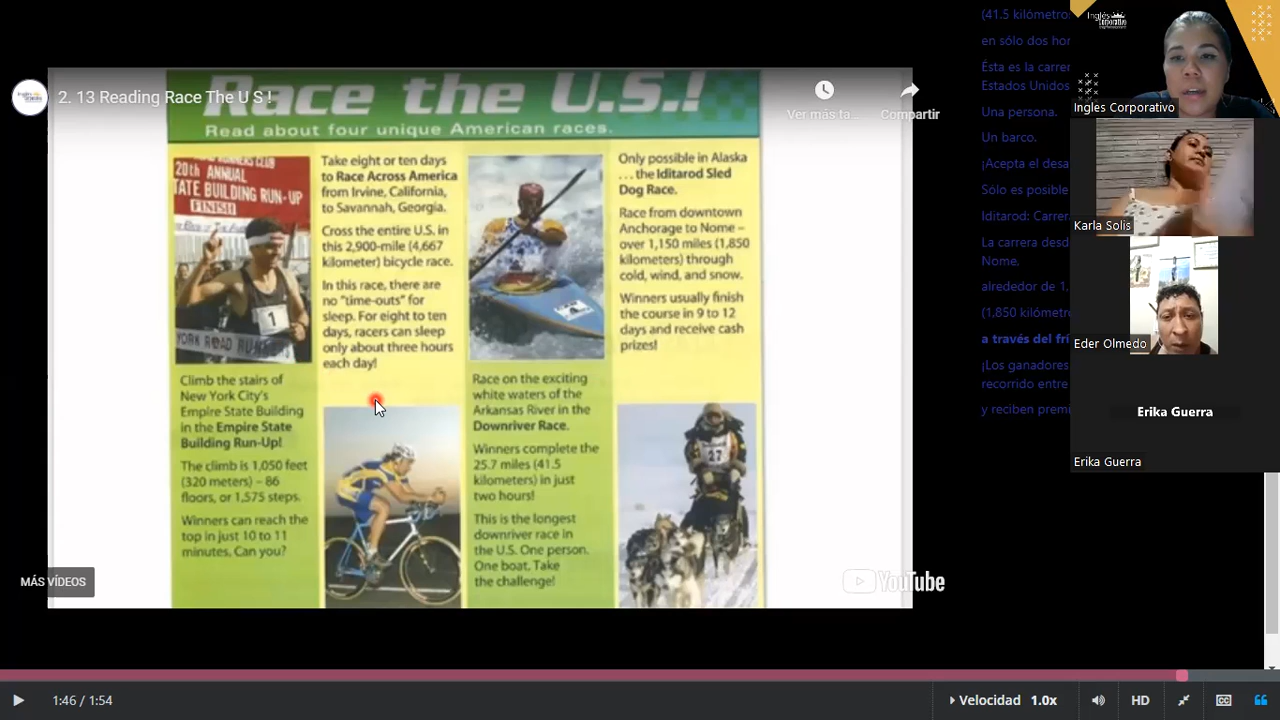 Race the U.S.!
2. 13 Reading Race The U S !
Ver más ta...
Compartir
Read about four unique American races.
20th ANNUAL
TATE BUILDING RUN-UP
FINISH
1
YORK ROAD RUNNERS
Climb the stairs of
New York City's
Empire State Building
in the Empire State
Building Run-Up!
The climb is 1,050 feet
(320 meters) – 86
floors, or 1,575 steps.
Winners can reach the
top in just 10 to 11
minutes. Can you?
Take eight or ten days
to Race Across America
from Irvine, California,
to Savannah, Georgia.
Cross the entire U.S. in
this 2,900-mile (4,667
kilometer) bicycle race.
In this race, there are
no "time-outs" for
sleep. For eight to ten
days, racers can sleep
only about three hours
each day!
Race on the exciting
white waters of the
Arkansas River in the
Downriver Race.
Winners complete the
25.7 miles (41.5
kilometers) in just
two hours!
This is the longest
downriver race in
the U.S. One person.
One boat. Take
the challenge!
Only possible in Alaska
. . . the Iditarod Sled
Dog Race.
Race from downtown
Anchorage to Nome –
over 1,150 miles (1,850
kilometers) through
cold, wind, and snow.
Winners usually finish
the course in 9 to 12
days and receive cash
prizes!
27
MÁS VÍDEOS
YouTube
(41.5 kilómetro
en sólo dos hor
Ésta es la carrer
Estados Unidos
Una persona.
Un barco.
¡Acepta el desa
Sólo es posible
Iditarod: Carrer
La carrera desd
Nome,
alrededor de 1.
(1,850 kilómetr
a través del frí
¡Los ganadores
recorrido entre
y reciben premi
Inglés
Corporativo
Ingles Corporativo
Karla Solis
Eder Olmedo
Erika Guerra
Erika Guerra
1:46 / 1:54
Velocidad 1.0x
HD
CC